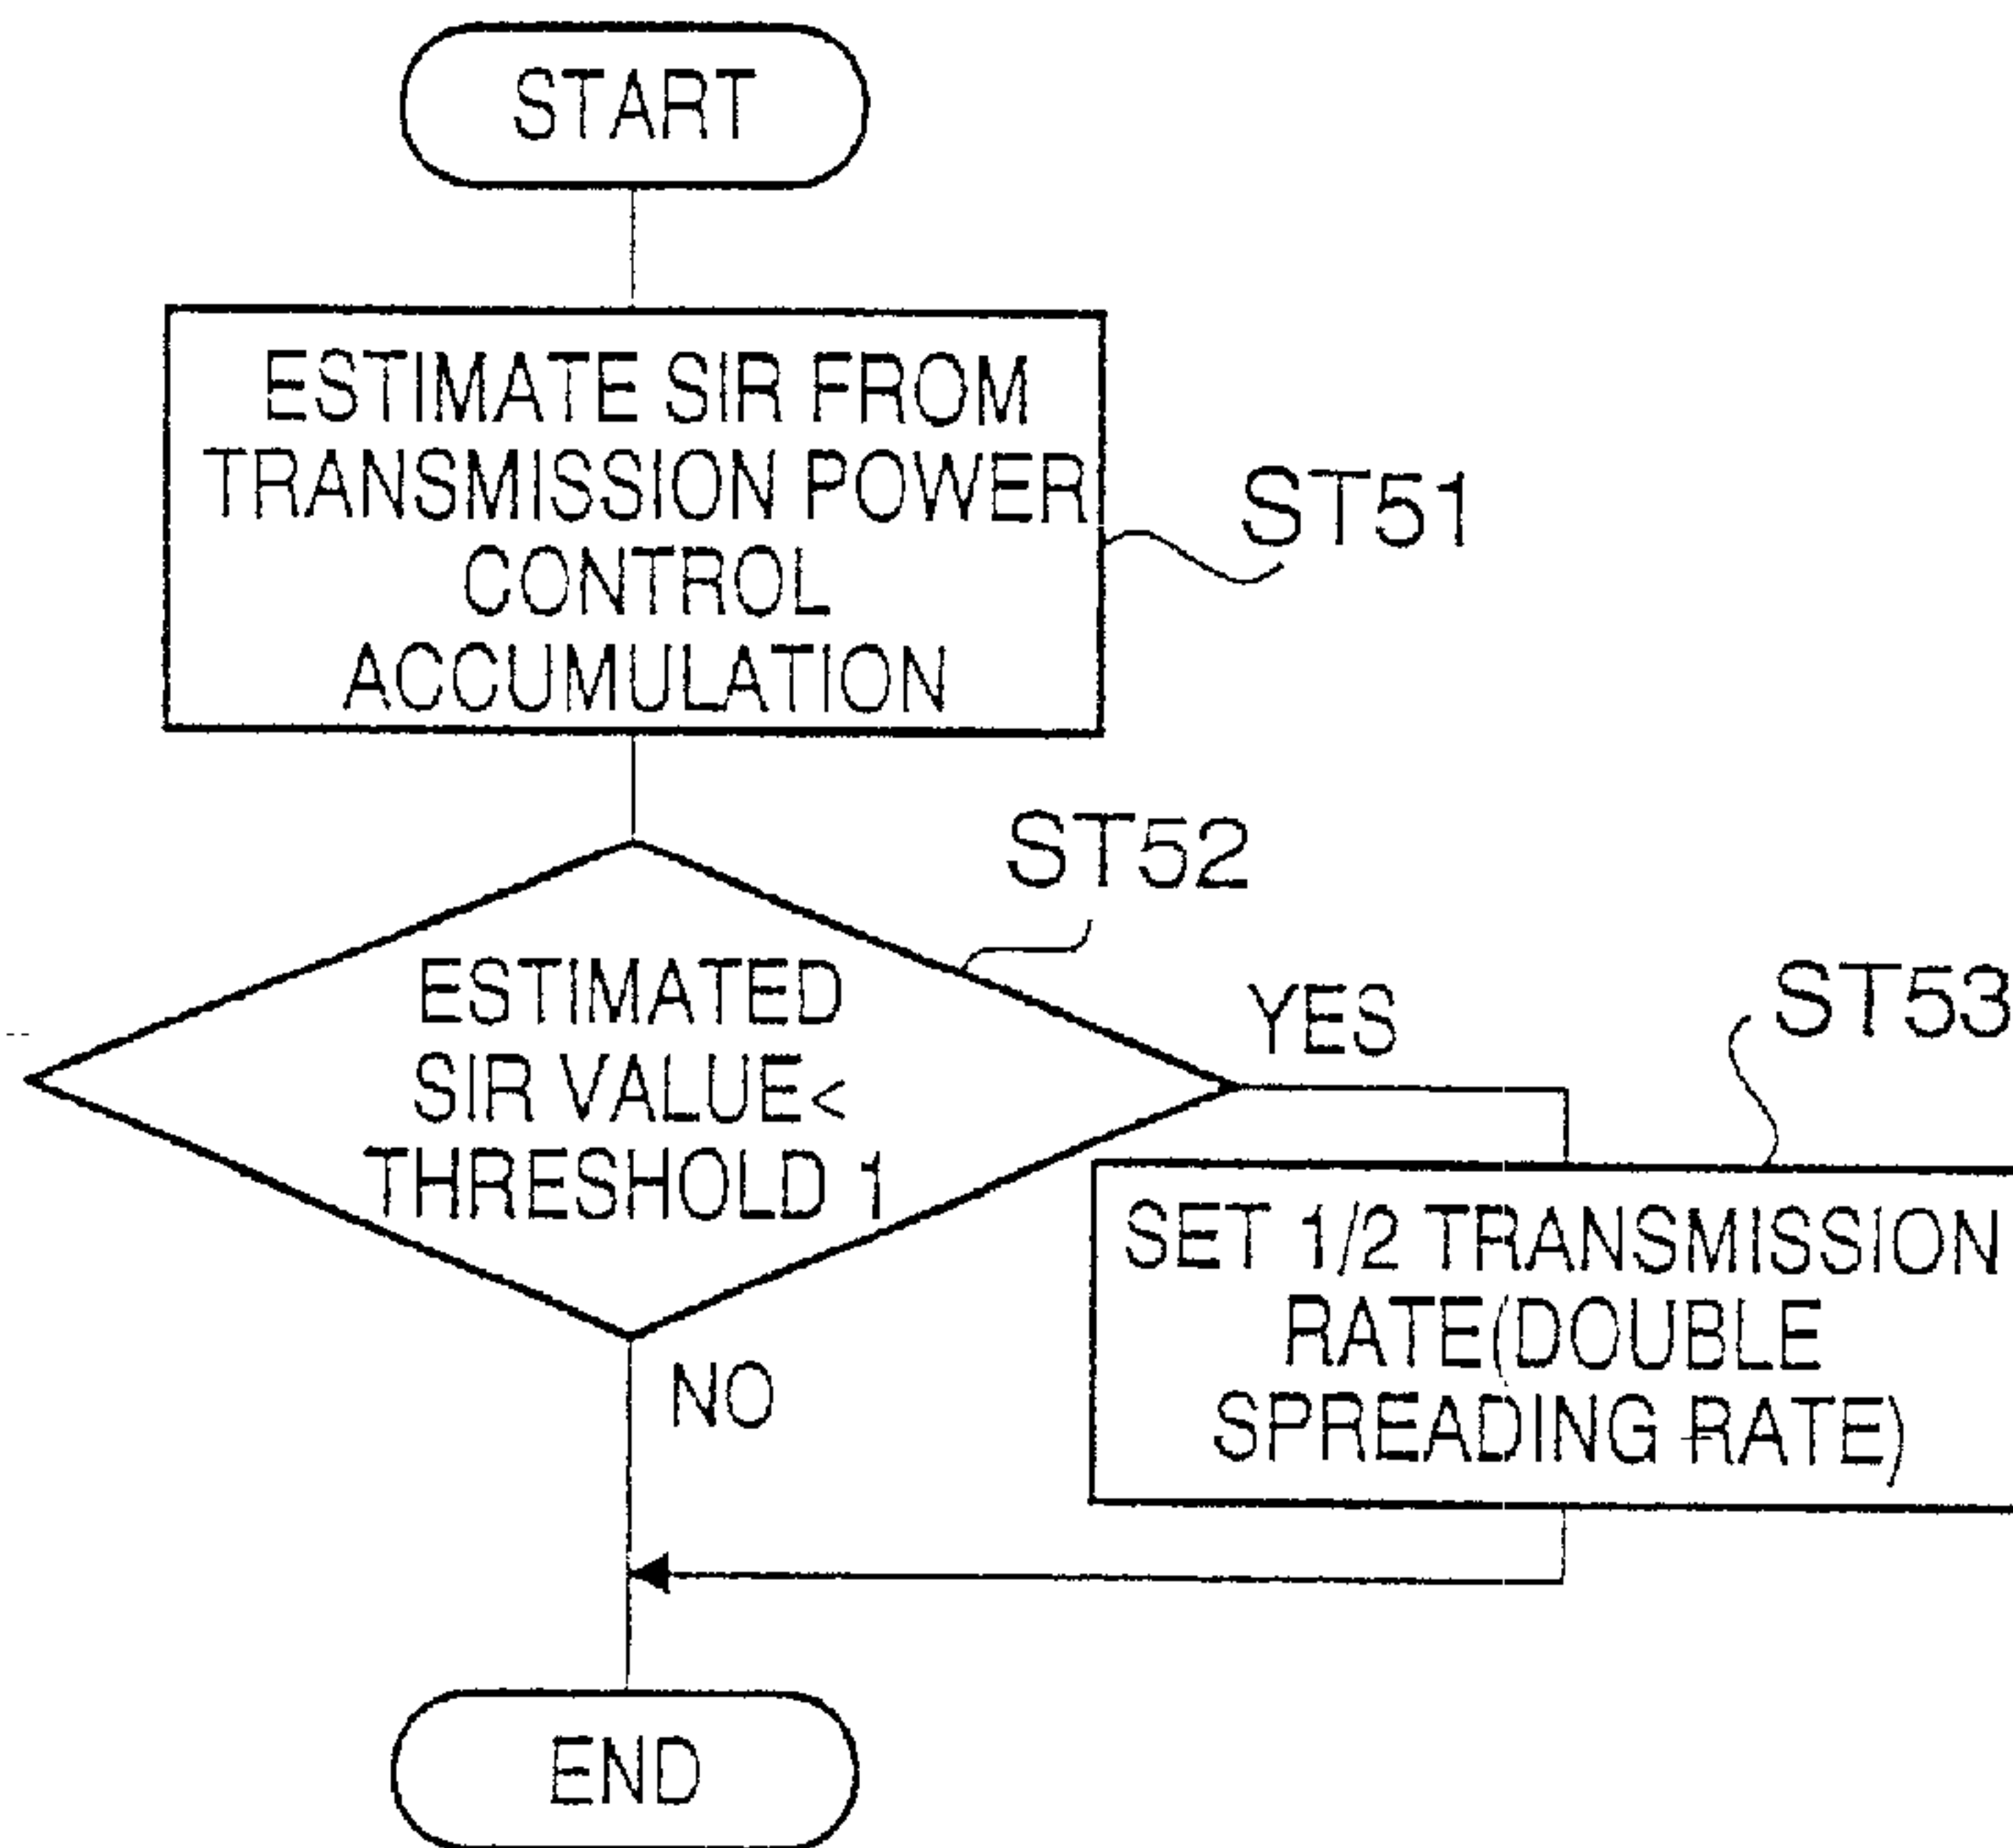 START
ESTIMATE SIR FROM
TRANSMISSION POWER
CONTROL
ACCUMULATION
ST51
ST52
ESTIMATED
SIR VALUE<
THRESHOLD 1
YES
ST53
SET 1/2 TRANSMISSION
RATE(DOUBLE
SPREADING RATE)
NO
END